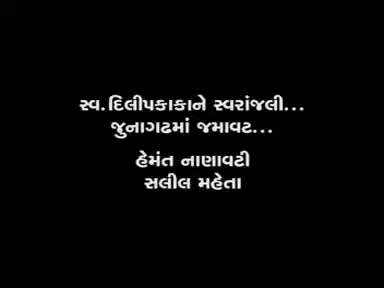 સ્વ. દિલીપકાકાને સ્વરાંજલી...
જુનાગઢમાં જમાવટ...
હેમંત નાણાવટી
સલીલ મહેતા